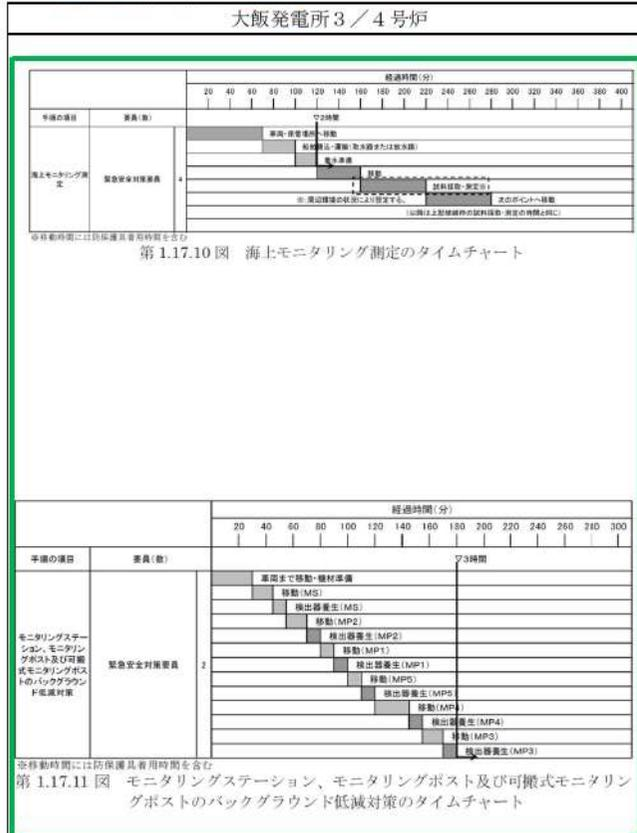 大飯発電所3／4号炉
経過時間(分)
20 40 60 80 100 120 140 160 180 200 220 240 260 280 300 320 340 360 380 400
手順の項目 要員(数) ▽2時間
車両・保管場所へ移動
船舶積込・運搬(取水路または放水路)
着水準備
海上モニタリング測定 緊急安全対策要員 4 移動
試料採取・測定※
※:周辺環境の状況により想定する。 次のポイントへ移動
※移動時間には防保護具着用時間を含む
第 1.17.10 図 海上モニタリング測定のタイムチャート
経過時間(分)
20 40 60 80 100 120 140 160 180 200 220 240 260 280 300
手順の項目 要員(数) ▽3時間
車両まで移動・機材準備
移動(MS)
検出器養生(MS)
移動(MP2)
検出器養生(MP2)
移動(MP1)
モニタリングステーション、モニタリングポスト及び可搬式モニタリングポストのバックグラウンド低減対策 緊急安全対策要員 2 検出器養生(MP1)
移動(MP5)
検出器養生(MP5)
移動(MP4)
検出器養生(MP4)
移動(MP3)
検出器養生(MP3)
※移動時間には防保護具着用時間を含む
第 1.17.11 図 モニタリングステーション、モニタリングポスト及び可搬式モニタリン
グポストのバックグラウンド低減対策のタイムチャート